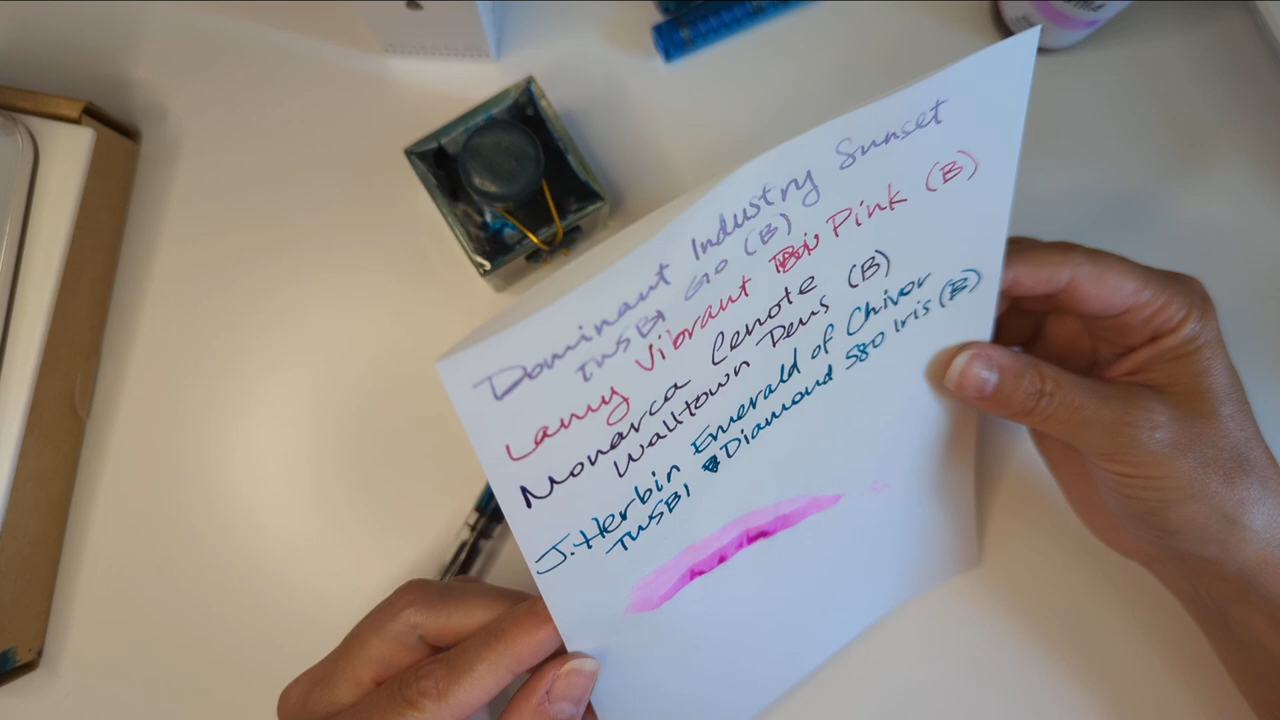 Dominant Industry Sunset
TWSBI GO (B)
Lamy Vibrant Pink (B)
Monarca Cenote
Walltown Pens (B)
J. Herbin Emerald of Chivor
TWSBI Diamond 580 Iris (B)